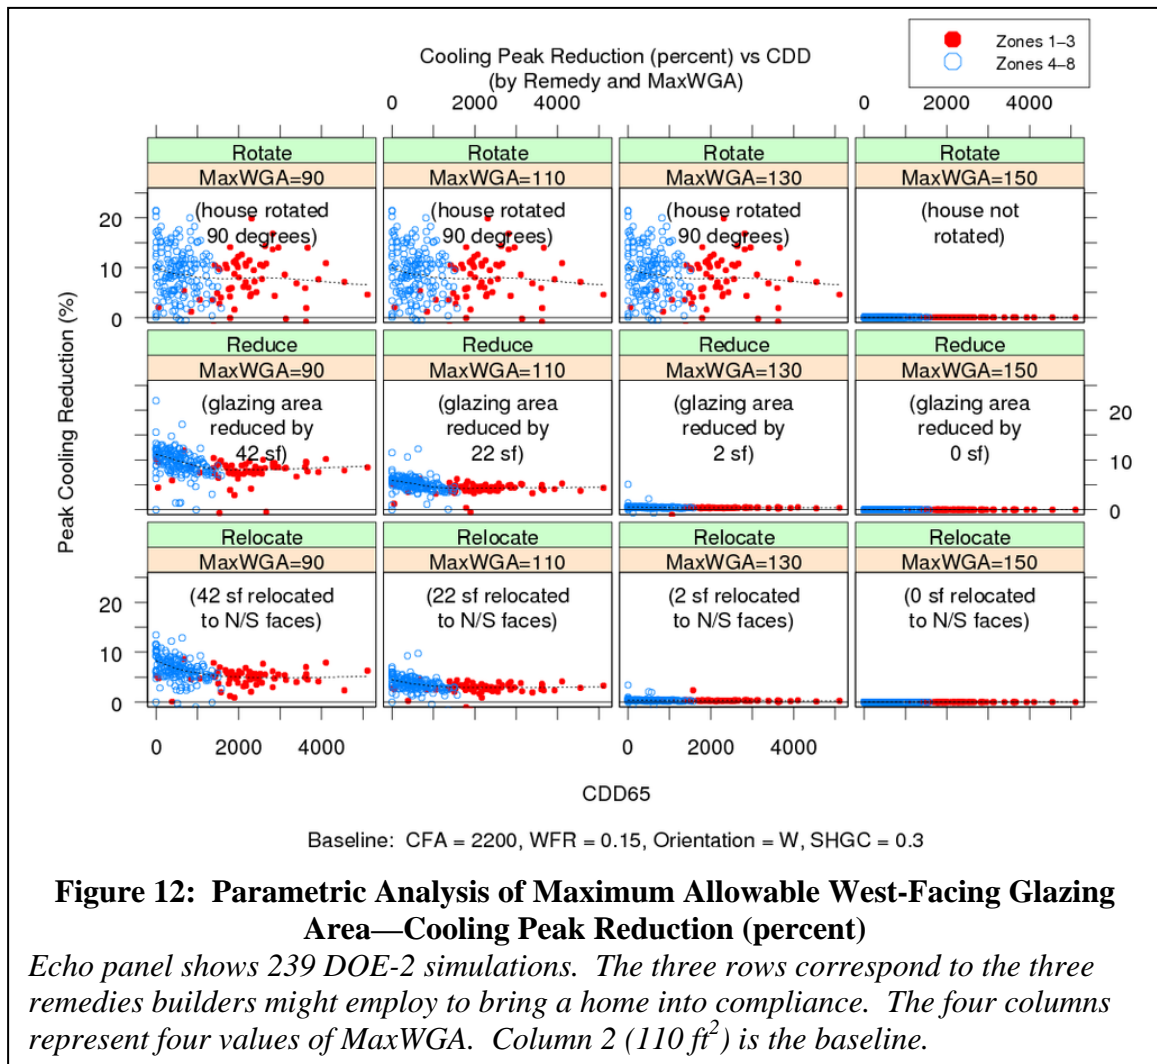 Cooling Peak Reduction (percent) vs CDD
(by Remedy and MaxWGA)
Zones 1–3
Zones 4–8
0 2000 4000
0 2000 4000
Rotate Rotate Rotate Rotate
MaxWGA=90 MaxWGA=110 MaxWGA=130 MaxWGA=150
(house rotated (house rotated (house rotated (house not
90 degrees) 90 degrees) 90 degrees) rotated)
20
10
0
Reduce Reduce Reduce Reduce
MaxWGA=90 MaxWGA=110 MaxWGA=130 MaxWGA=150
(glazing area (glazing area (glazing area (glazing area
reduced by reduced by reduced by reduced by
42 sf) 22 sf) 2 sf) 0 sf)
20
10
0
Relocate Relocate Relocate Relocate
MaxWGA=90 MaxWGA=110 MaxWGA=130 MaxWGA=150
(42 sf relocated (22 sf relocated (2 sf relocated (0 sf relocated
to N/S faces) to N/S faces) to N/S faces) to N/S faces)
20
10
0
Peak Cooling Reduction (%)
0 2000 4000
0 2000 4000
CDD65
Baseline: CFA = 2200, WFR = 0.15, Orientation = W, SHGC = 0.3
Figure 12: Parametric Analysis of Maximum Allowable West-Facing Glazing
Area—Cooling Peak Reduction (percent)
Echo panel shows 239 DOE-2 simulations. The three rows correspond to the three
remedies builders might employ to bring a home into compliance. The four columns
represent four values of MaxWGA. Column 2 (110 ft²) is the baseline.